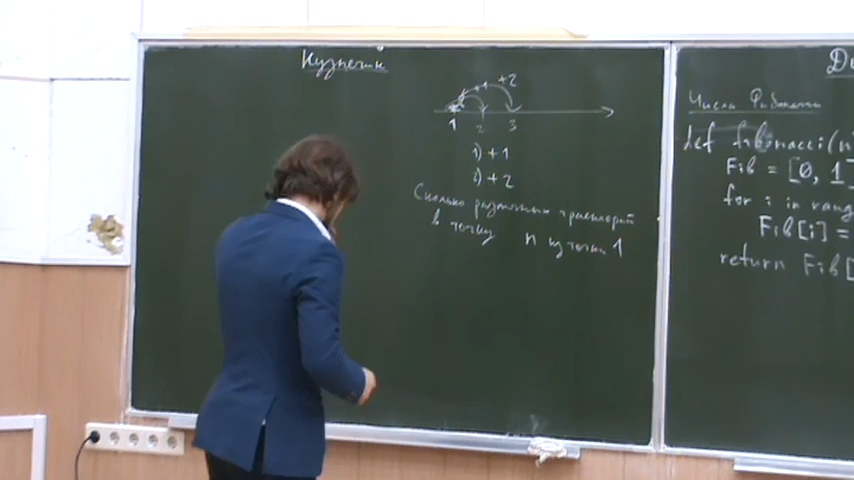 Кузнечик
+1 +2
1 2 3
1) +1
2) +2
Сколько различных траекторий
в точку n из точки 1
Числа Фибоначчи
def fibonacci(n
Fib = [0, 1]
for i in rang
Fib[i] =
return Fib[